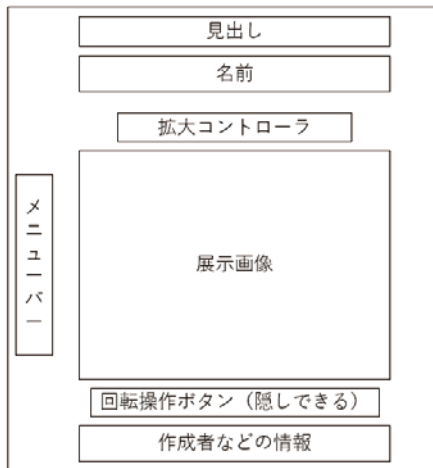 見出し
名前
拡大コントローラ
メニューバー
展示画像
回転操作ボタン（隠しできる）
作成者などの情報